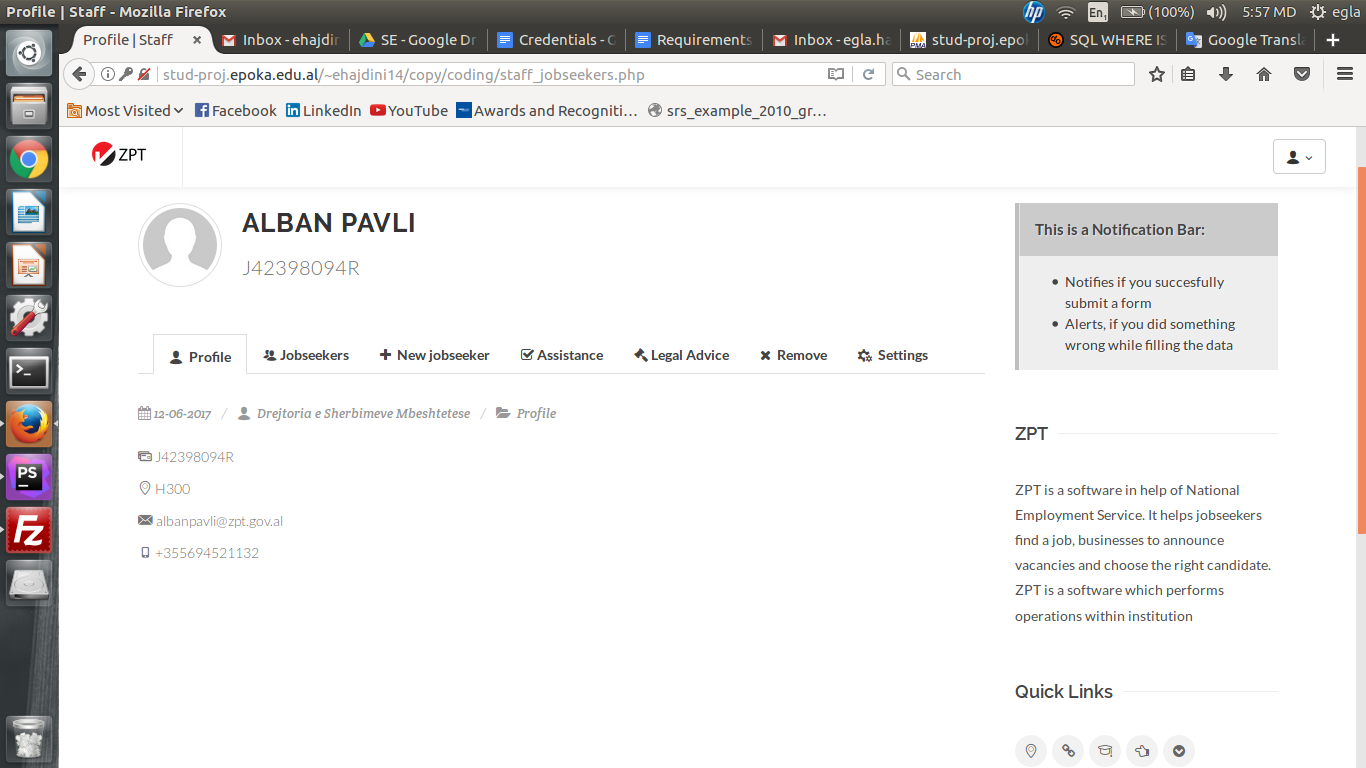 Profile | Staff - Mozilla Firefox
hp
En1
(100%)
5:57 MD
egla
Profile | Staff
Inbox - ehajdin
SE - Google Dr
Credentials - G
Requirements
Inbox - egla.ha
stud-proj.epok
SQL WHERE IS
Google Transla
stud-proj.epoka.edu.al/~ehajdini14/copy/coding/staff_jobseekers.php
Search
Most Visited
Facebook
LinkedIn
YouTube
Awards and Recogniti...
srs_example_2010_gr...
ZPT
ALBAN PAVLI
J42398094R
Profile
Jobseekers
New jobseeker
Assistance
Legal Advice
Remove
Settings
12-06-2017 / Drejtoria e Sherbimeve Mbeshtetese / Profile
J42398094R
H300
albanpavli@zpt.gov.al
+355694521132
This is a Notification Bar:
Notifies if you succesfully
submit a form
Alerts, if you did something
wrong while filling the data
ZPT
ZPT is a software in help of National
Employment Service. It helps jobseekers
find a job, businesses to announce
vacancies and choose the right candidate.
ZPT is a software which performs
operations within institution
Quick Links
PS
Fz